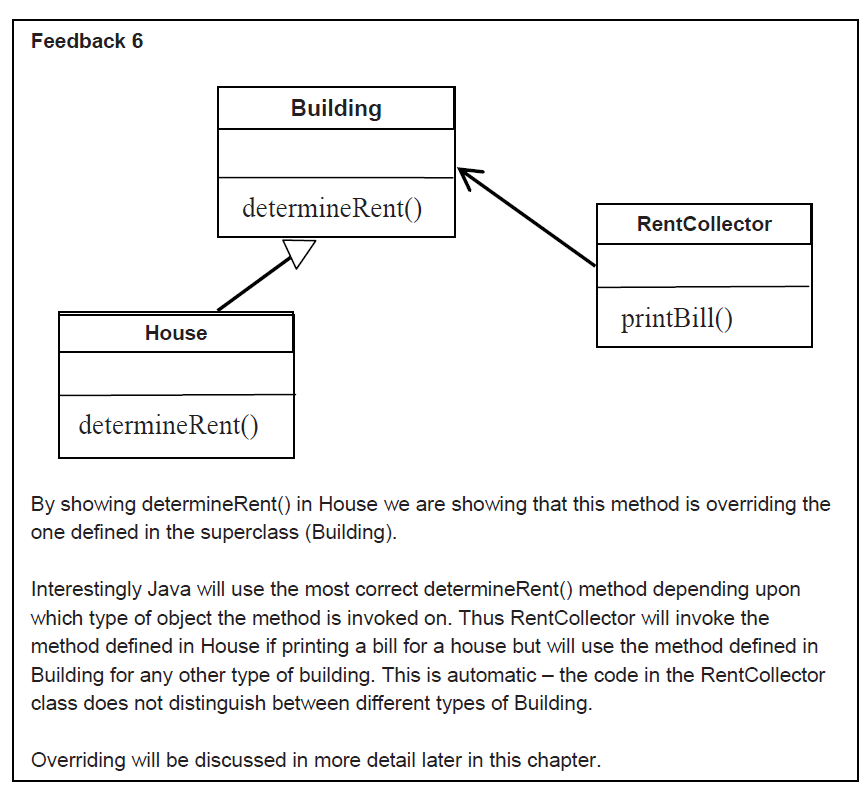 Feedback 6
Building
determineRent()
RentCollector
printBill()
House
determineRent()
By showing determineRent() in House we are showing that this method is overriding the
one defined in the superclass (Building).
Interestingly Java will use the most correct determineRent() method depending upon
which type of object the method is invoked on. Thus RentCollector will invoke the
method defined in House if printing a bill for a house but will use the method defined in
Building for any other type of building. This is automatic – the code in the RentCollector
class does not distinguish between different types of Building.
Overriding will be discussed in more detail later in this chapter.